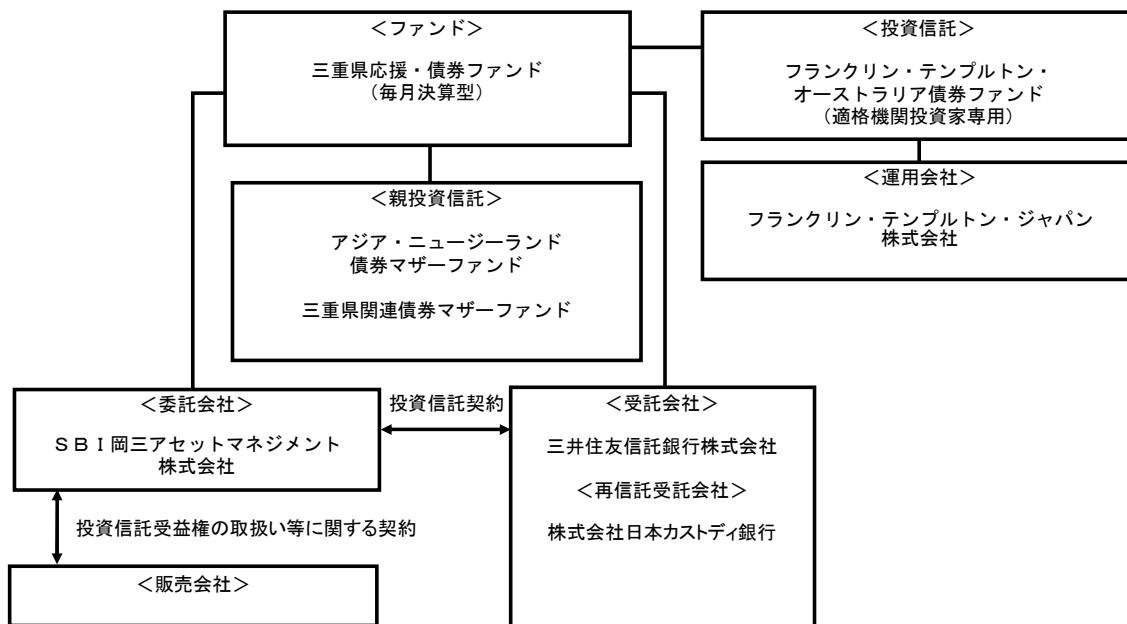 ＜ファンド＞
三重県応援・債券ファンド
（毎月決算型）
＜投資信託＞
フランクリン・テンプルトン・
オーストラリア債券ファンド
（適格機関投資家専用）
＜運用会社＞
フランクリン・テンプルトン・ジャパン
株式会社
＜親投資信託＞
アジア・ニュージーランド
債券マザーファンド
三重県関連債券マザーファンド
＜委託会社＞
ＳＢＩ岡三アセットマネジメント
株式会社
投資信託契約
＜受託会社＞
三井住友信託銀行株式会社
＜再信託受託会社＞
株式会社日本カストディ銀行
投資信託受益権の取扱い等に関する契約
＜販売会社＞